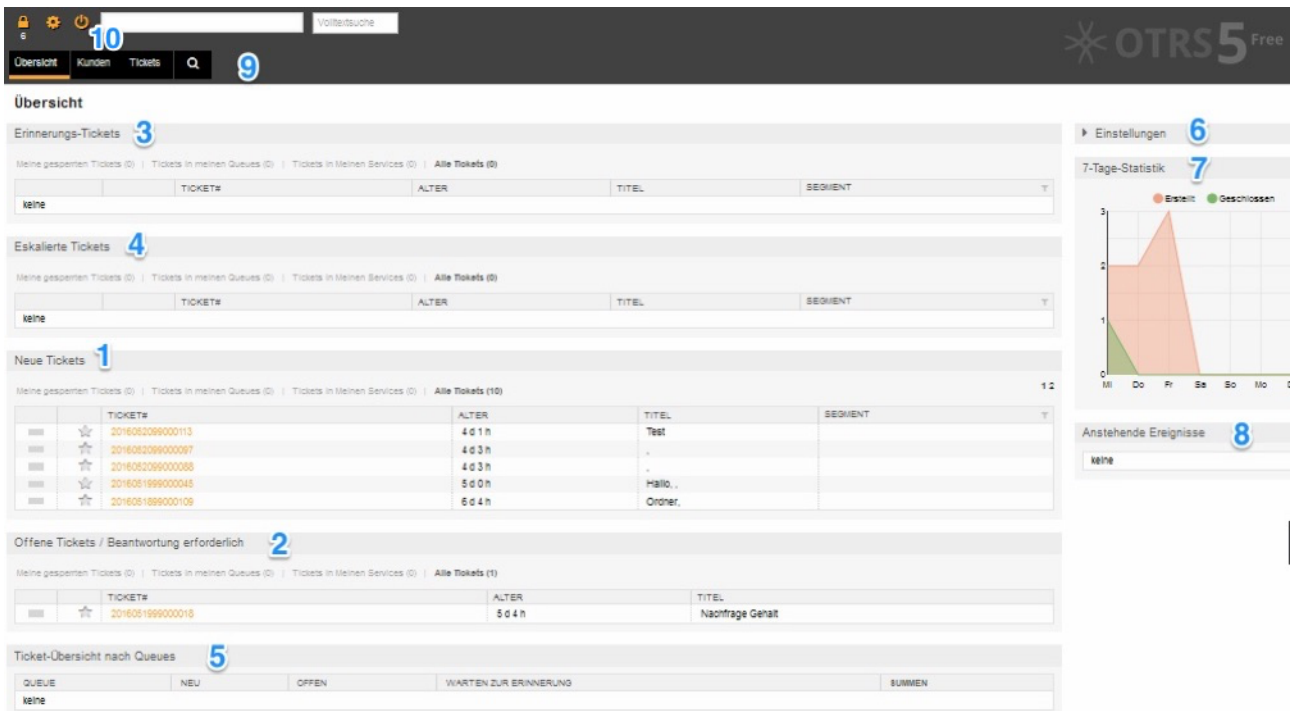 6
10
Volltextsuche
OTRS 5 Free
Übersicht Kunden Tickets
9
Übersicht
Erinnerungs-Tickets 3
Meine gesperrten Tickets (0) | Tickets in meinen Queues (0) | Tickets in Meinen Services (0) | Alle Tickets (0)
TICKET# ALTER TITEL SEGMENT
keine
Eskalierte Tickets 4
Meine gesperrten Tickets (0) | Tickets in meinen Queues (0) | Tickets in Meinen Services (0) | Alle Tickets (0)
TICKET# ALTER TITEL SEGMENT
keine
Neue Tickets 1
Meine gesperrten Tickets (0) | Tickets in meinen Queues (0) | Tickets in Meinen Services (0) | Alle Tickets (10)
1 2
TICKET# ALTER TITEL SEGMENT
2016052099000113 4 d 1 h Test
2016052099000097 4 d 3 h ,
2016052099000088 4 d 3 h ,
2016051999000045 5 d 0 h Hallo, ,
2016051899000109 6 d 4 h Ordner,
Offene Tickets / Beantwortung erforderlich 2
Meine gesperrten Tickets (0) | Tickets in meinen Queues (0) | Tickets in Meinen Services (0) | Alle Tickets (1)
TICKET# ALTER TITEL
2016051999000018 5 d 4 h Nachfrage Gehalt
Ticket-Übersicht nach Queues 5
QUEUE NEU OFFEN WARTEN ZUR ERINNERUNG SUMMEN
keine
Einstellungen 6
7-Tage-Statistik 7
Erstellt Geschlossen
3
2
1
0
Mi Do Fr Sa So Mo D
Anstehende Ereignisse 8
keine